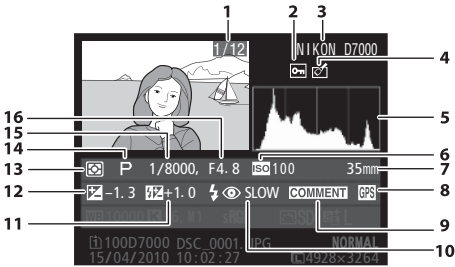 1 2 3
1/12 NIKON D7000
4
5
16
15
14 6
13 P 1/8000, F4.8 ISO 100 35mm 7
12 -1.3 +1.0 SLOW COMMENT GPS 8
9
11 10
100D7000 DSC_0001.JPG NORMAL
15/04/2010 10:02:27 L 4928×3264